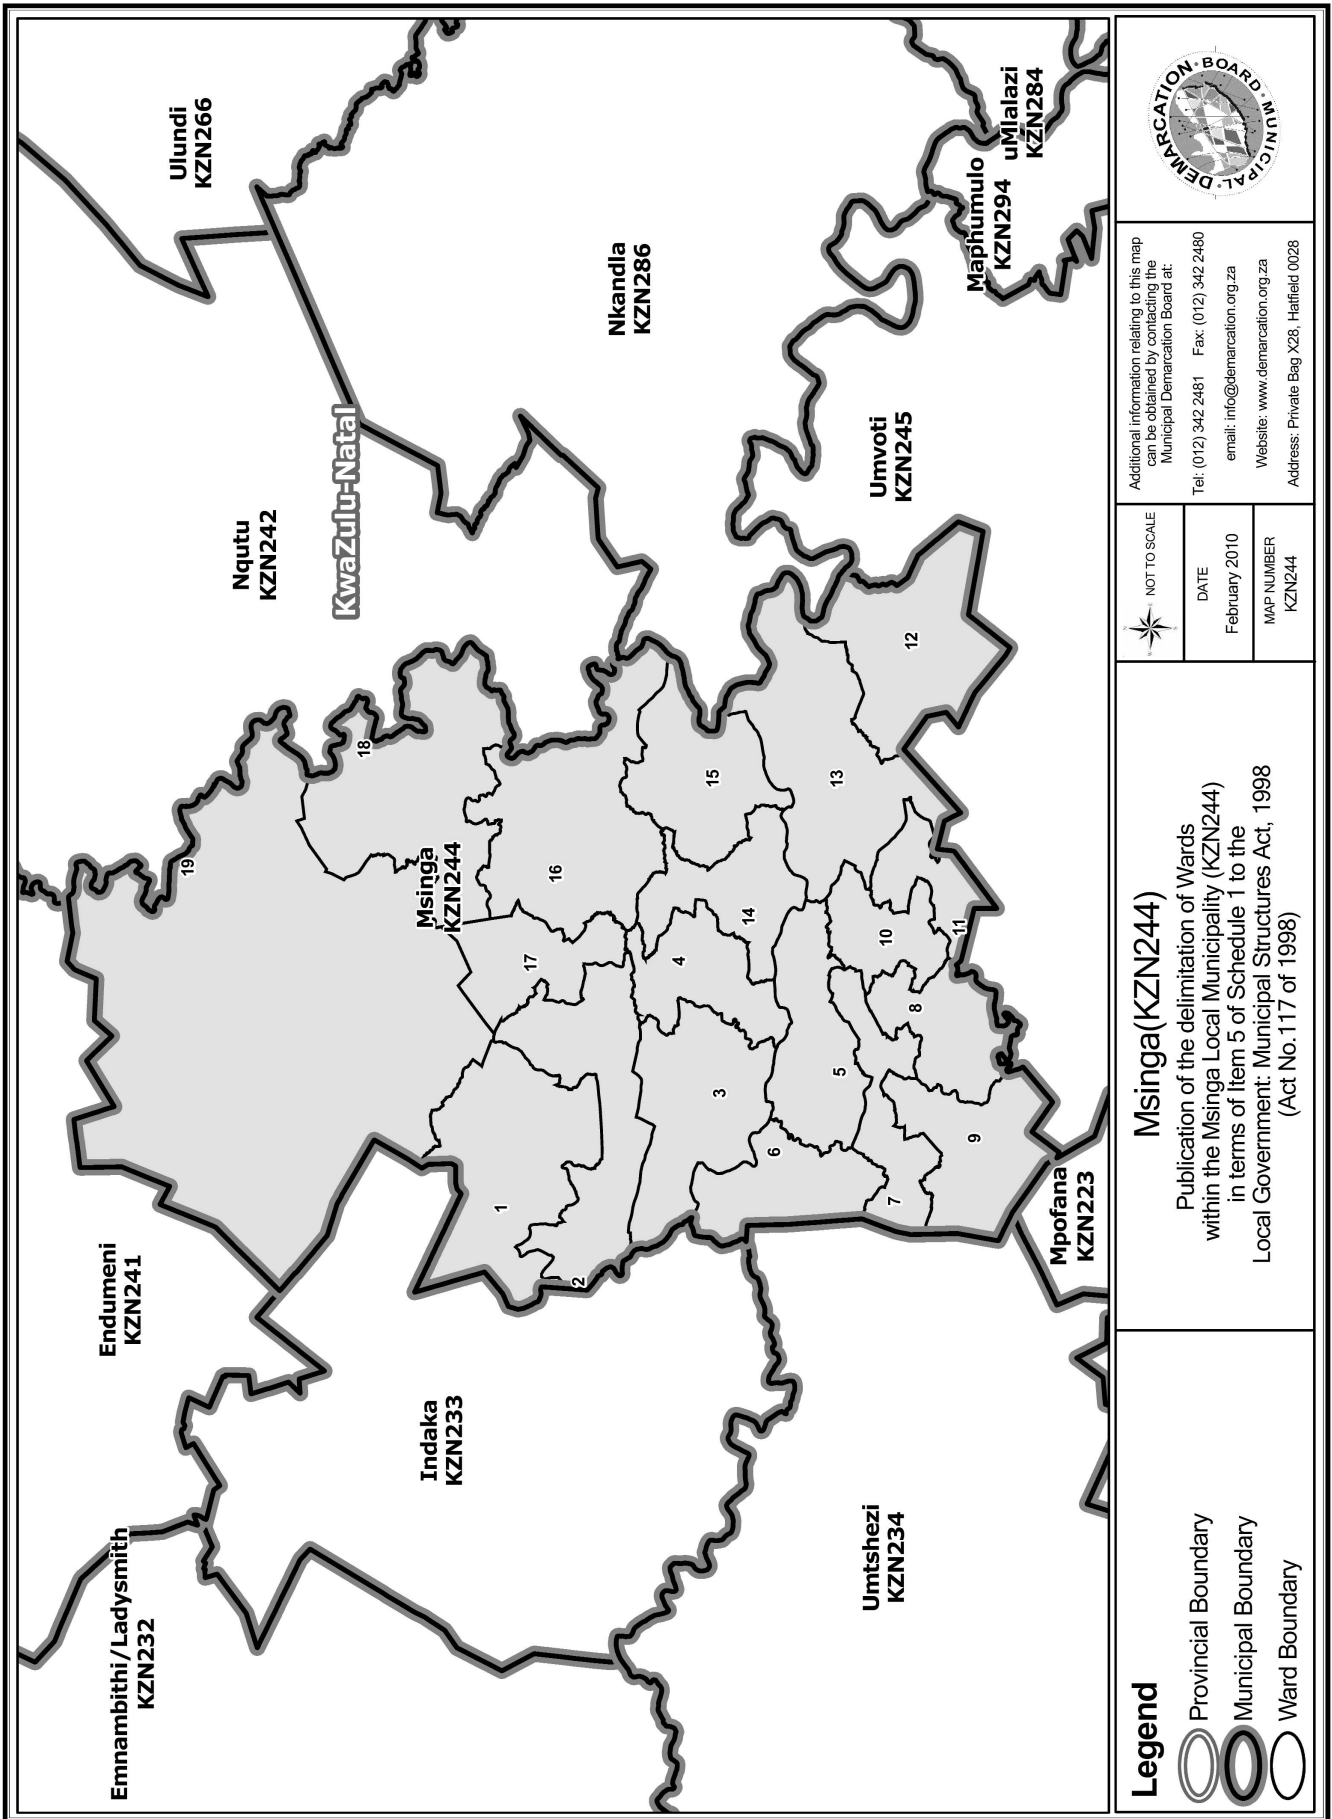 Emnambithi/Ladysmith
KZN232
Endumeni
KZN241
Ulundi
KZN266
Nqutu
KZN242
KwaZulu-Natal
Indaka
KZN233
Msinga
KZN244
Nkandla
KZN286
Umtshezi
KZN234
Umvoti
KZN245
Mpofana
KZN223
Maphumulo
KZN294
uMlalazi
KZN284
19
18
1
17
16
2
3
4
15
14
6
5
13
7
8
10
12
9
11
Legend
Provincial Boundary
Municipal Boundary
Ward Boundary
Msinga(KZN244)
Publication of the delimitation of Wards
within the Msinga Local Municipality (KZN244)
in terms of Item 5 of Schedule 1 to the
Local Government: Municipal Structures Act, 1998
(Act No.117 of 1998)
NOT TO SCALE
DATE
February 2010
MAP NUMBER
KZN244
Additional information relating to this map
can be obtained by contacting the
Municipal Demarcation Board at:
Tel: (012) 342 2481 Fax: (012) 342 2480
email: info@demarcation.org.za
Website: www.demarcation.org.za
Address: Private Bag X28, Hatfield 0028
MUNICIPAL • DEMARCATION • BOARD •